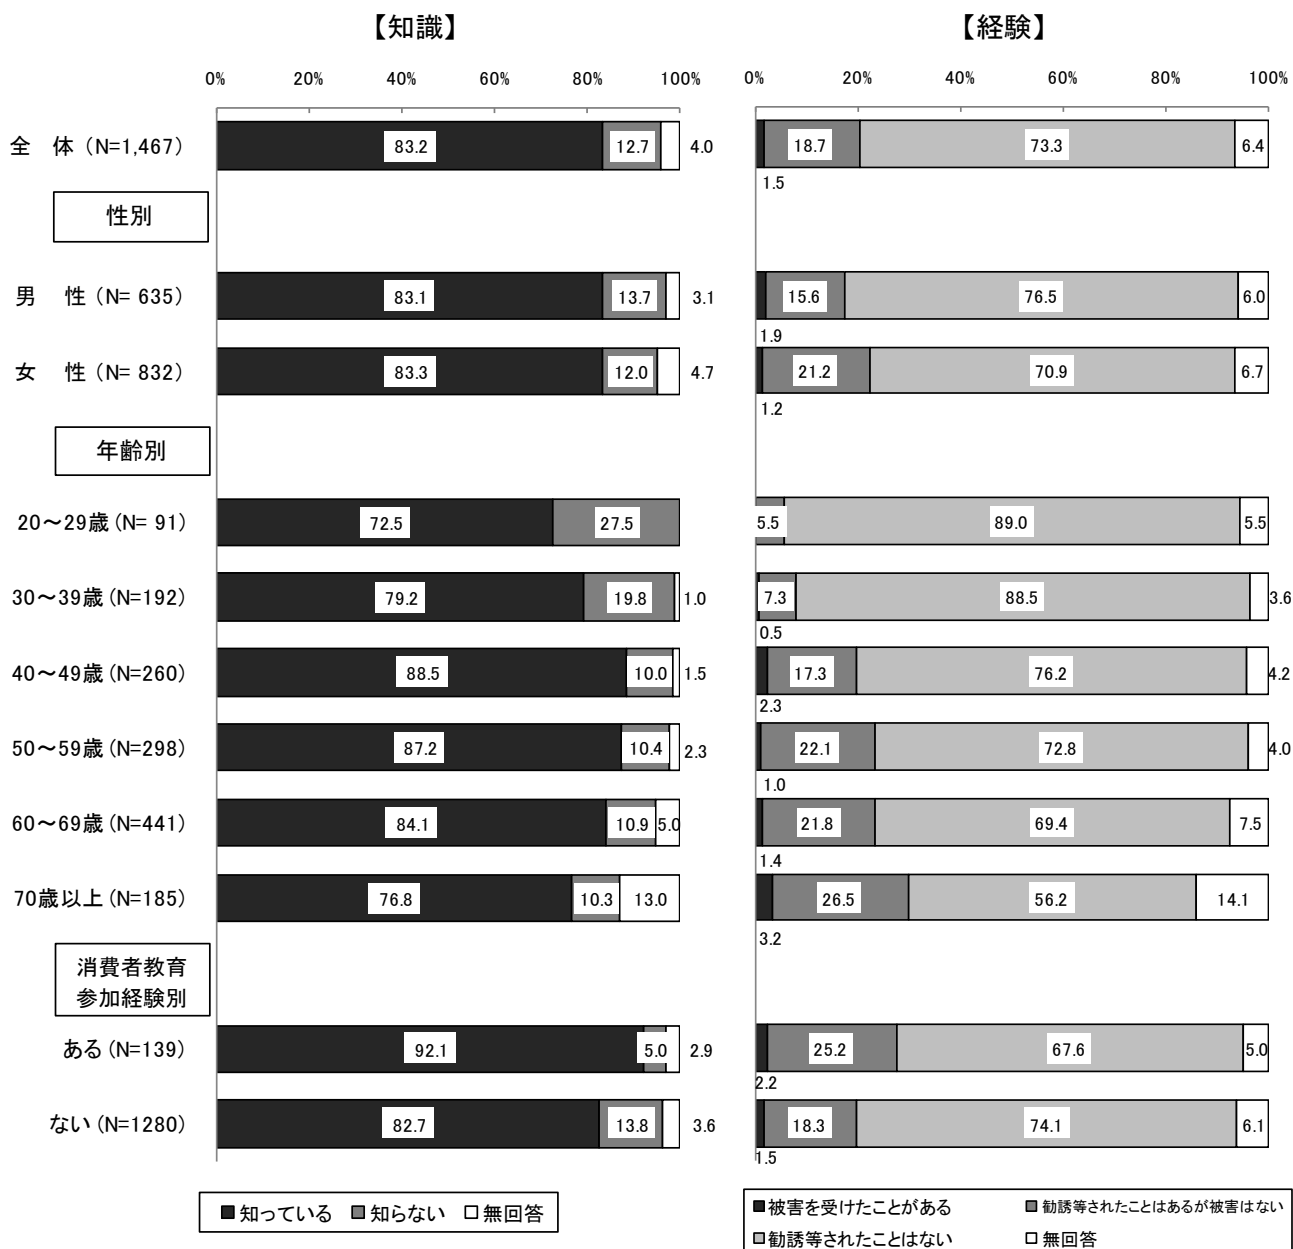 【知識】 【経験】
0% 20% 40% 60% 80% 100% 0% 20% 40% 60% 80% 100%
全 体 (N=1,467) 83.2 12.7 4.0 18.7 73.3 6.4
1.5
性別
男 性 (N= 635) 83.1 13.7 3.1 15.6 76.5 6.0
1.9
女 性 (N= 832) 83.3 12.0 4.7 21.2 70.9 6.7
1.2
年齢別
20~29歳 (N= 91) 72.5 27.5 5.5 89.0 5.5
30~39歳 (N=192) 79.2 19.8 1.0 7.3 88.5 3.6
0.5
40~49歳 (N=260) 88.5 10.0 1.5 17.3 76.2 4.2
2.3
50~59歳 (N=298) 87.2 10.4 2.3 22.1 72.8 4.0
1.0
60~69歳 (N=441) 84.1 10.9 5.0 21.8 69.4 7.5
1.4
70歳以上 (N=185) 76.8 10.3 13.0 26.5 56.2 14.1
3.2
消費者教育
参加経験別
ある (N=139) 92.1 5.0 2.9 25.2 67.6 5.0
2.2
ない (N=1280) 82.7 13.8 3.6 18.3 74.1 6.1
1.5
知っている 知らない 無回答
被害を受けたことがある 勧誘等されたことはあるが被害はない
勧誘等されたことはない 無回答